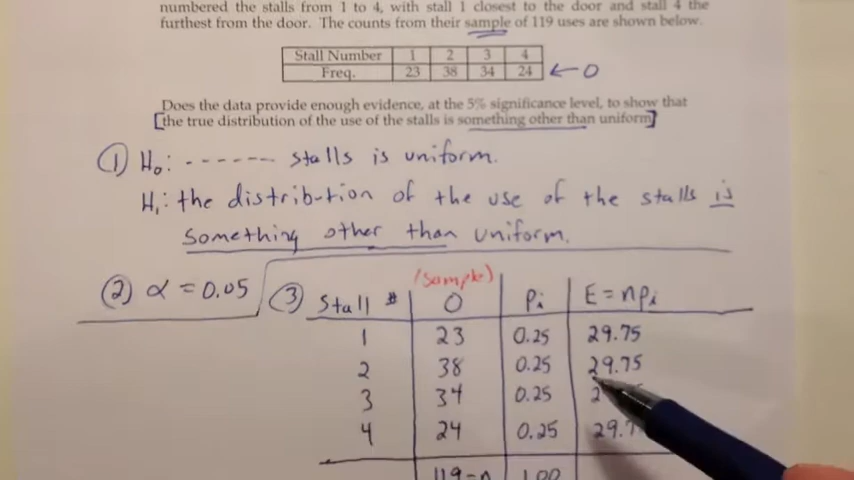 numbered the stalls from 1 to 4, with stall 1 closest to the door and stall 4 the
furthest from the door. The counts from their sample of 119 uses are shown below.
Stall Number 1 2 3 4
Freq. 23 38 34 24 ← O
Does the data provide enough evidence, at the 5% significance level, to show that
[the true distribution of the use of the stalls is something other than uniform]
① H₀: - - - - - - - stalls is uniform.
H₁: the distribution of the use of the stalls is
something other than uniform.
② α = 0.05
③ Stall # (sample) O Pᵢ E = nPᵢ
1 23 0.25 29.75
2 38 0.25 29.75
3 34 0.25
4 24 0.25 29.7
119=n 1.00